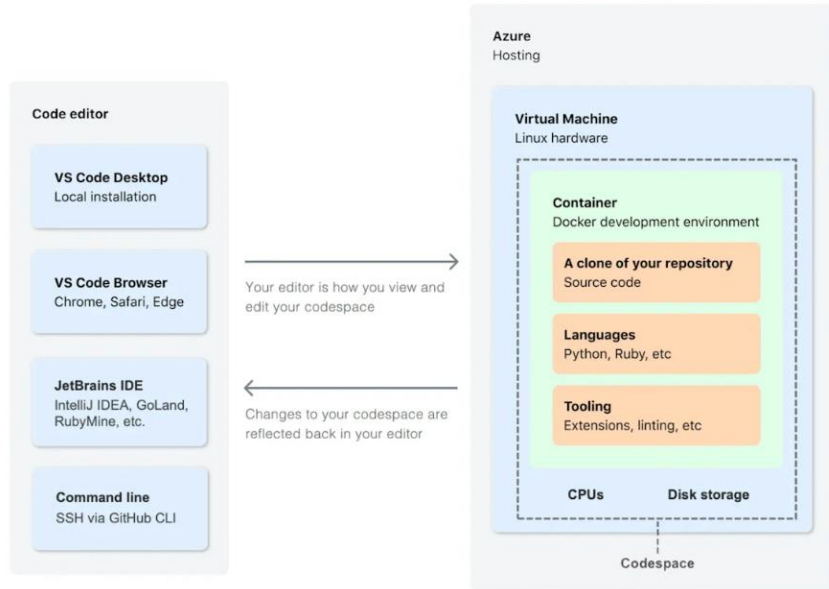 Code editor
VS Code Desktop
Local installation
VS Code Browser
Chrome, Safari, Edge
JetBrains IDE
IntelliJ IDEA, GoLand,
RubyMine, etc.
Command line
SSH via GitHub CLI
Your editor is how you view and
edit your codespace
Changes to your codespace are
reflected back in your editor
Azure
Hosting
Virtual Machine
Linux hardware
Container
Docker development environment
A clone of your repository
Source code
Languages
Python, Ruby, etc
Tooling
Extensions, linting, etc
CPUs
Disk storage
Codespace